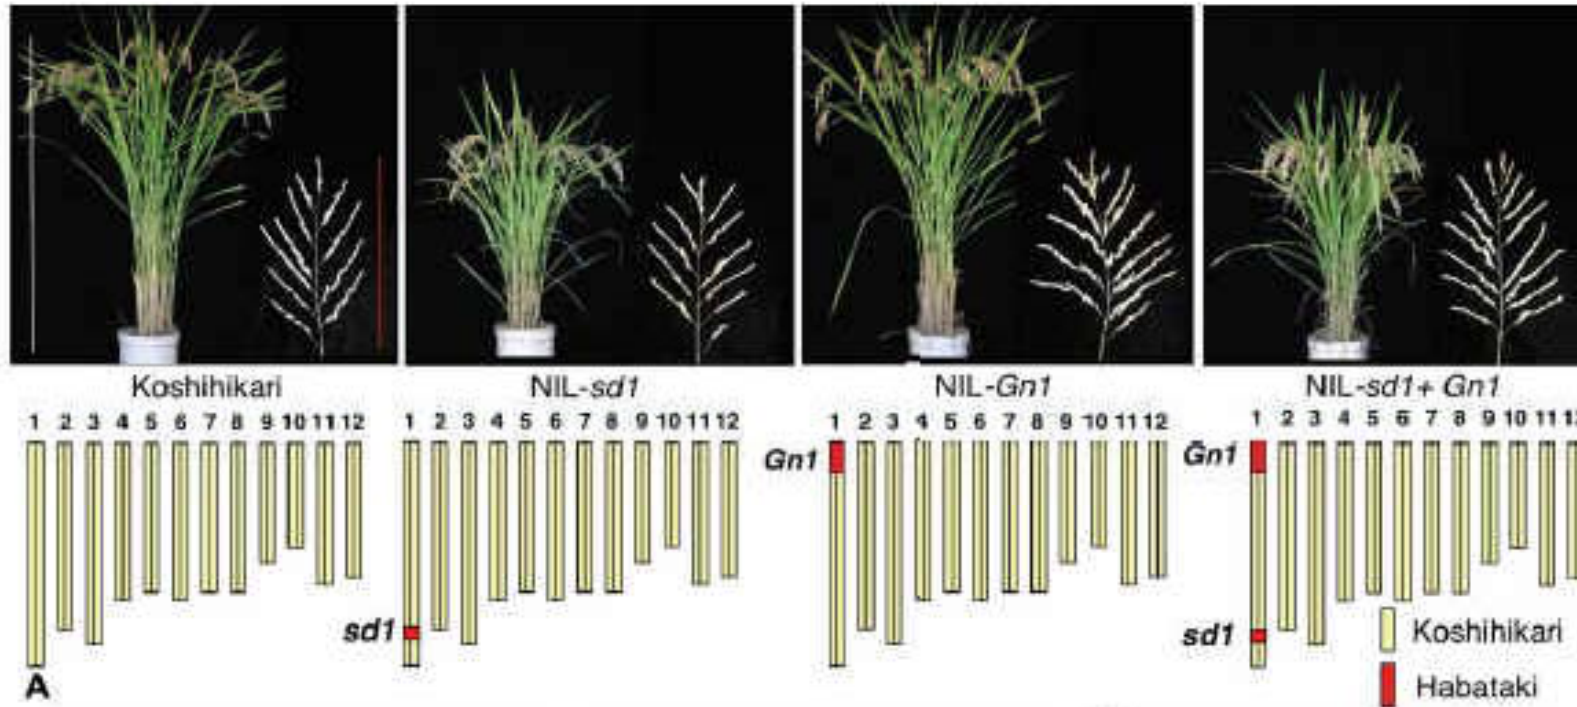 Koshihikari
NIL-sd1
NIL-Gn1
NIL-sd1+ Gn1
1 2 3 4 5 6 7 8 9 10 11 12
1 2 3 4 5 6 7 8 9 10 11 12
1 2 3 4 5 6 7 8 9 10 11 12
1 2 3 4 5 6 7 8 9 10 11
Gn1
Gn1
sd1
sd1
Koshihikari
Habataki
A